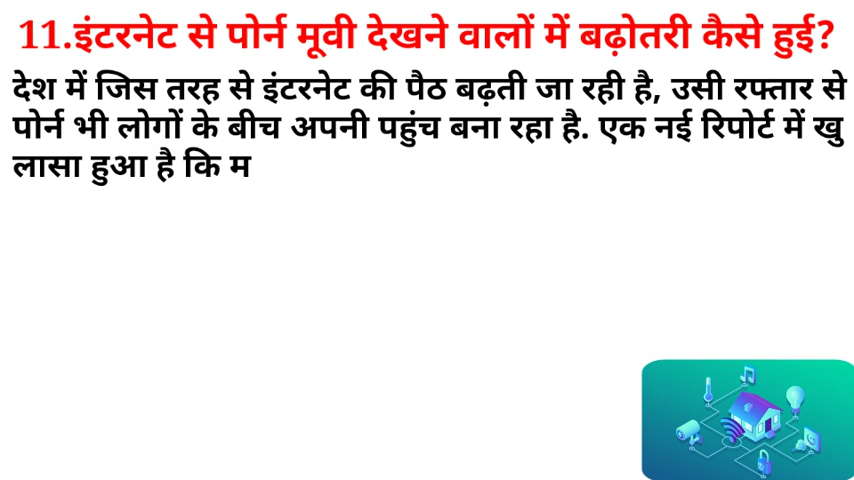 11.इंटरनेट से पोर्न मूवी देखने वालों में बढ़ोतरी कैसे हुई?
देश में जिस तरह से इंटरनेट की पैठ बढ़ती जा रही है, उसी रफ्तार से
पोर्न भी लोगों के बीच अपनी पहुंच बना रहा है. एक नई रिपोर्ट में खु
लासा हुआ है कि म